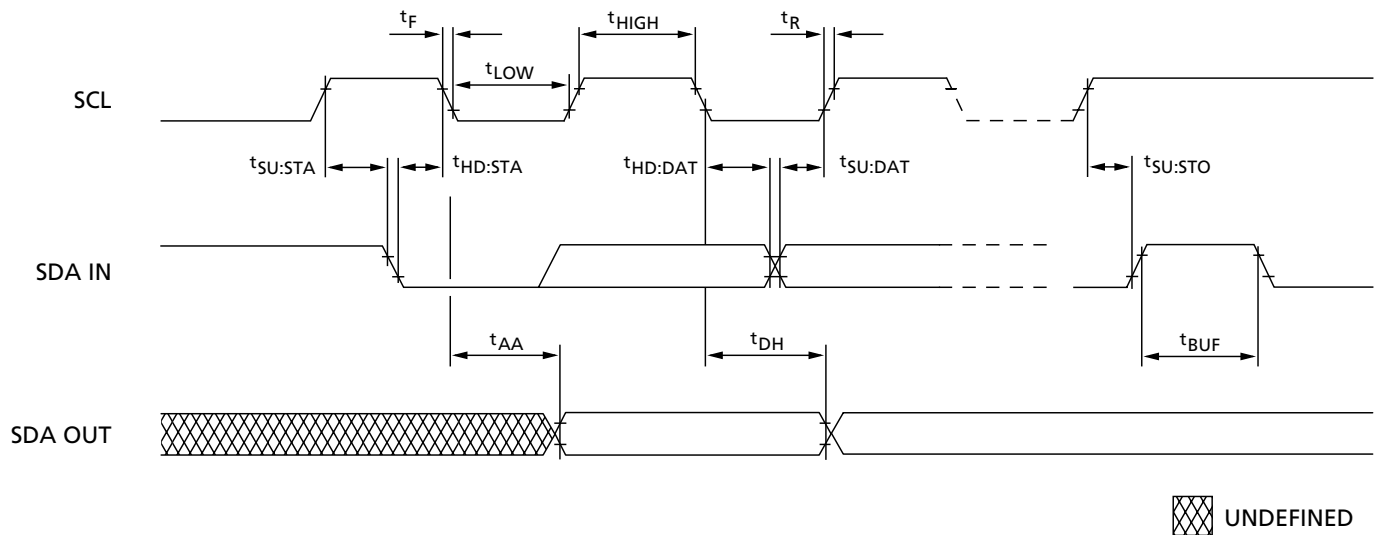 tF
tHIGH
tR
tLOW
SCL
tSU:STA
tHD:STA
tHD:DAT
tSU:DAT
tSU:STO
SDA IN
tAA
tDH
tBUF
SDA OUT
UNDEFINED